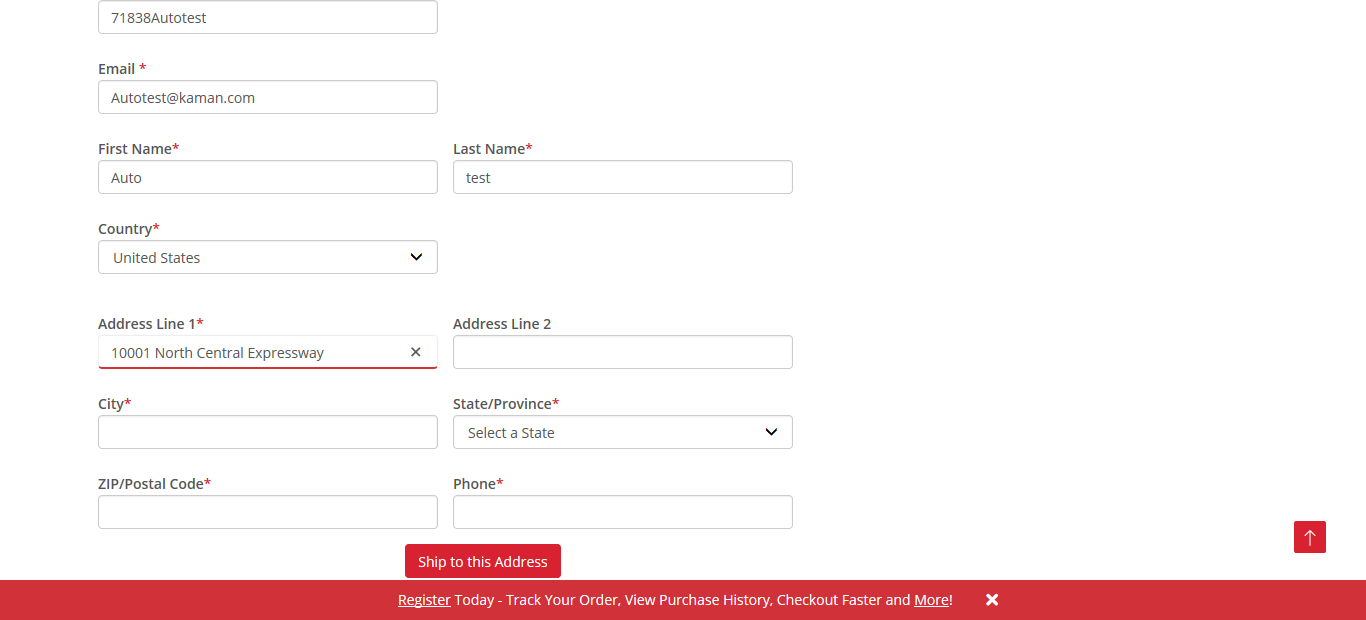 71838Autotest
Email *
Autotest@kaman.com
First Name* Last Name*
Auto test
Country*
United States
Address Line 1* Address Line 2
10001 North Central Expressway
City* State/Province*
Select a State
ZIP/Postal Code* Phone*
Ship to this Address
Register Today - Track Your Order, View Purchase History, Checkout Faster and More!